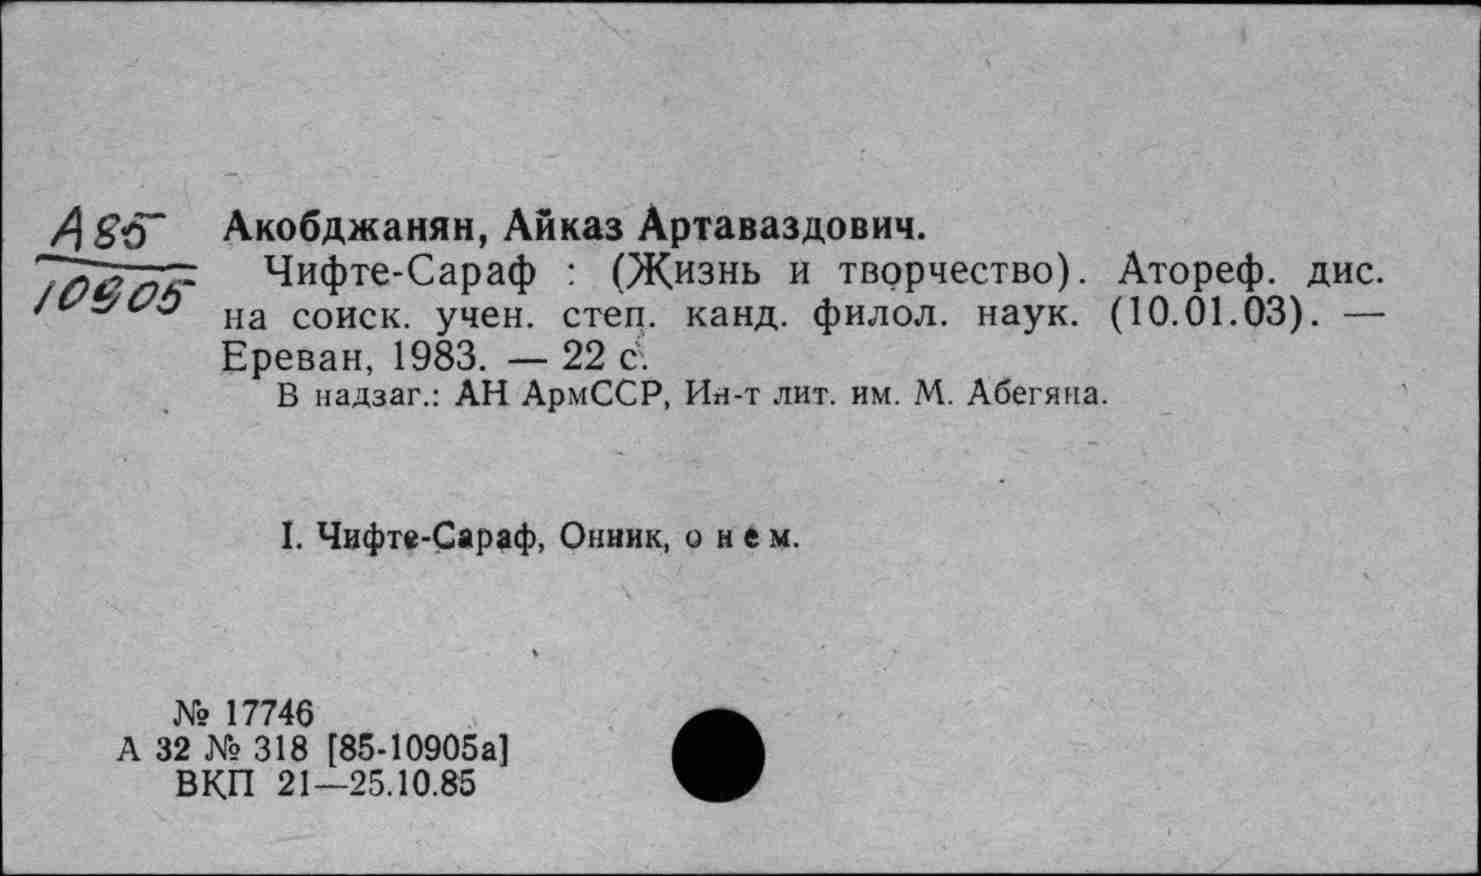 А85
10905
Акобджанян, Айказ Артаваздович.
Чифте-Сараф : (Жизнь и творчество). Атореф. дис.
на соиск. учен. степ. канд. филол. наук. (10.01.03). —
Ереван, 1983. — 22 с.
В надзаг.: АН АрмССР, Ин-т лит. им. М. Абегяна.
I. Чифте-Сараф, Онник, о нем.
№ 17746
А 32 № 318 [85-10905а]
ВКП 21—25.10.85